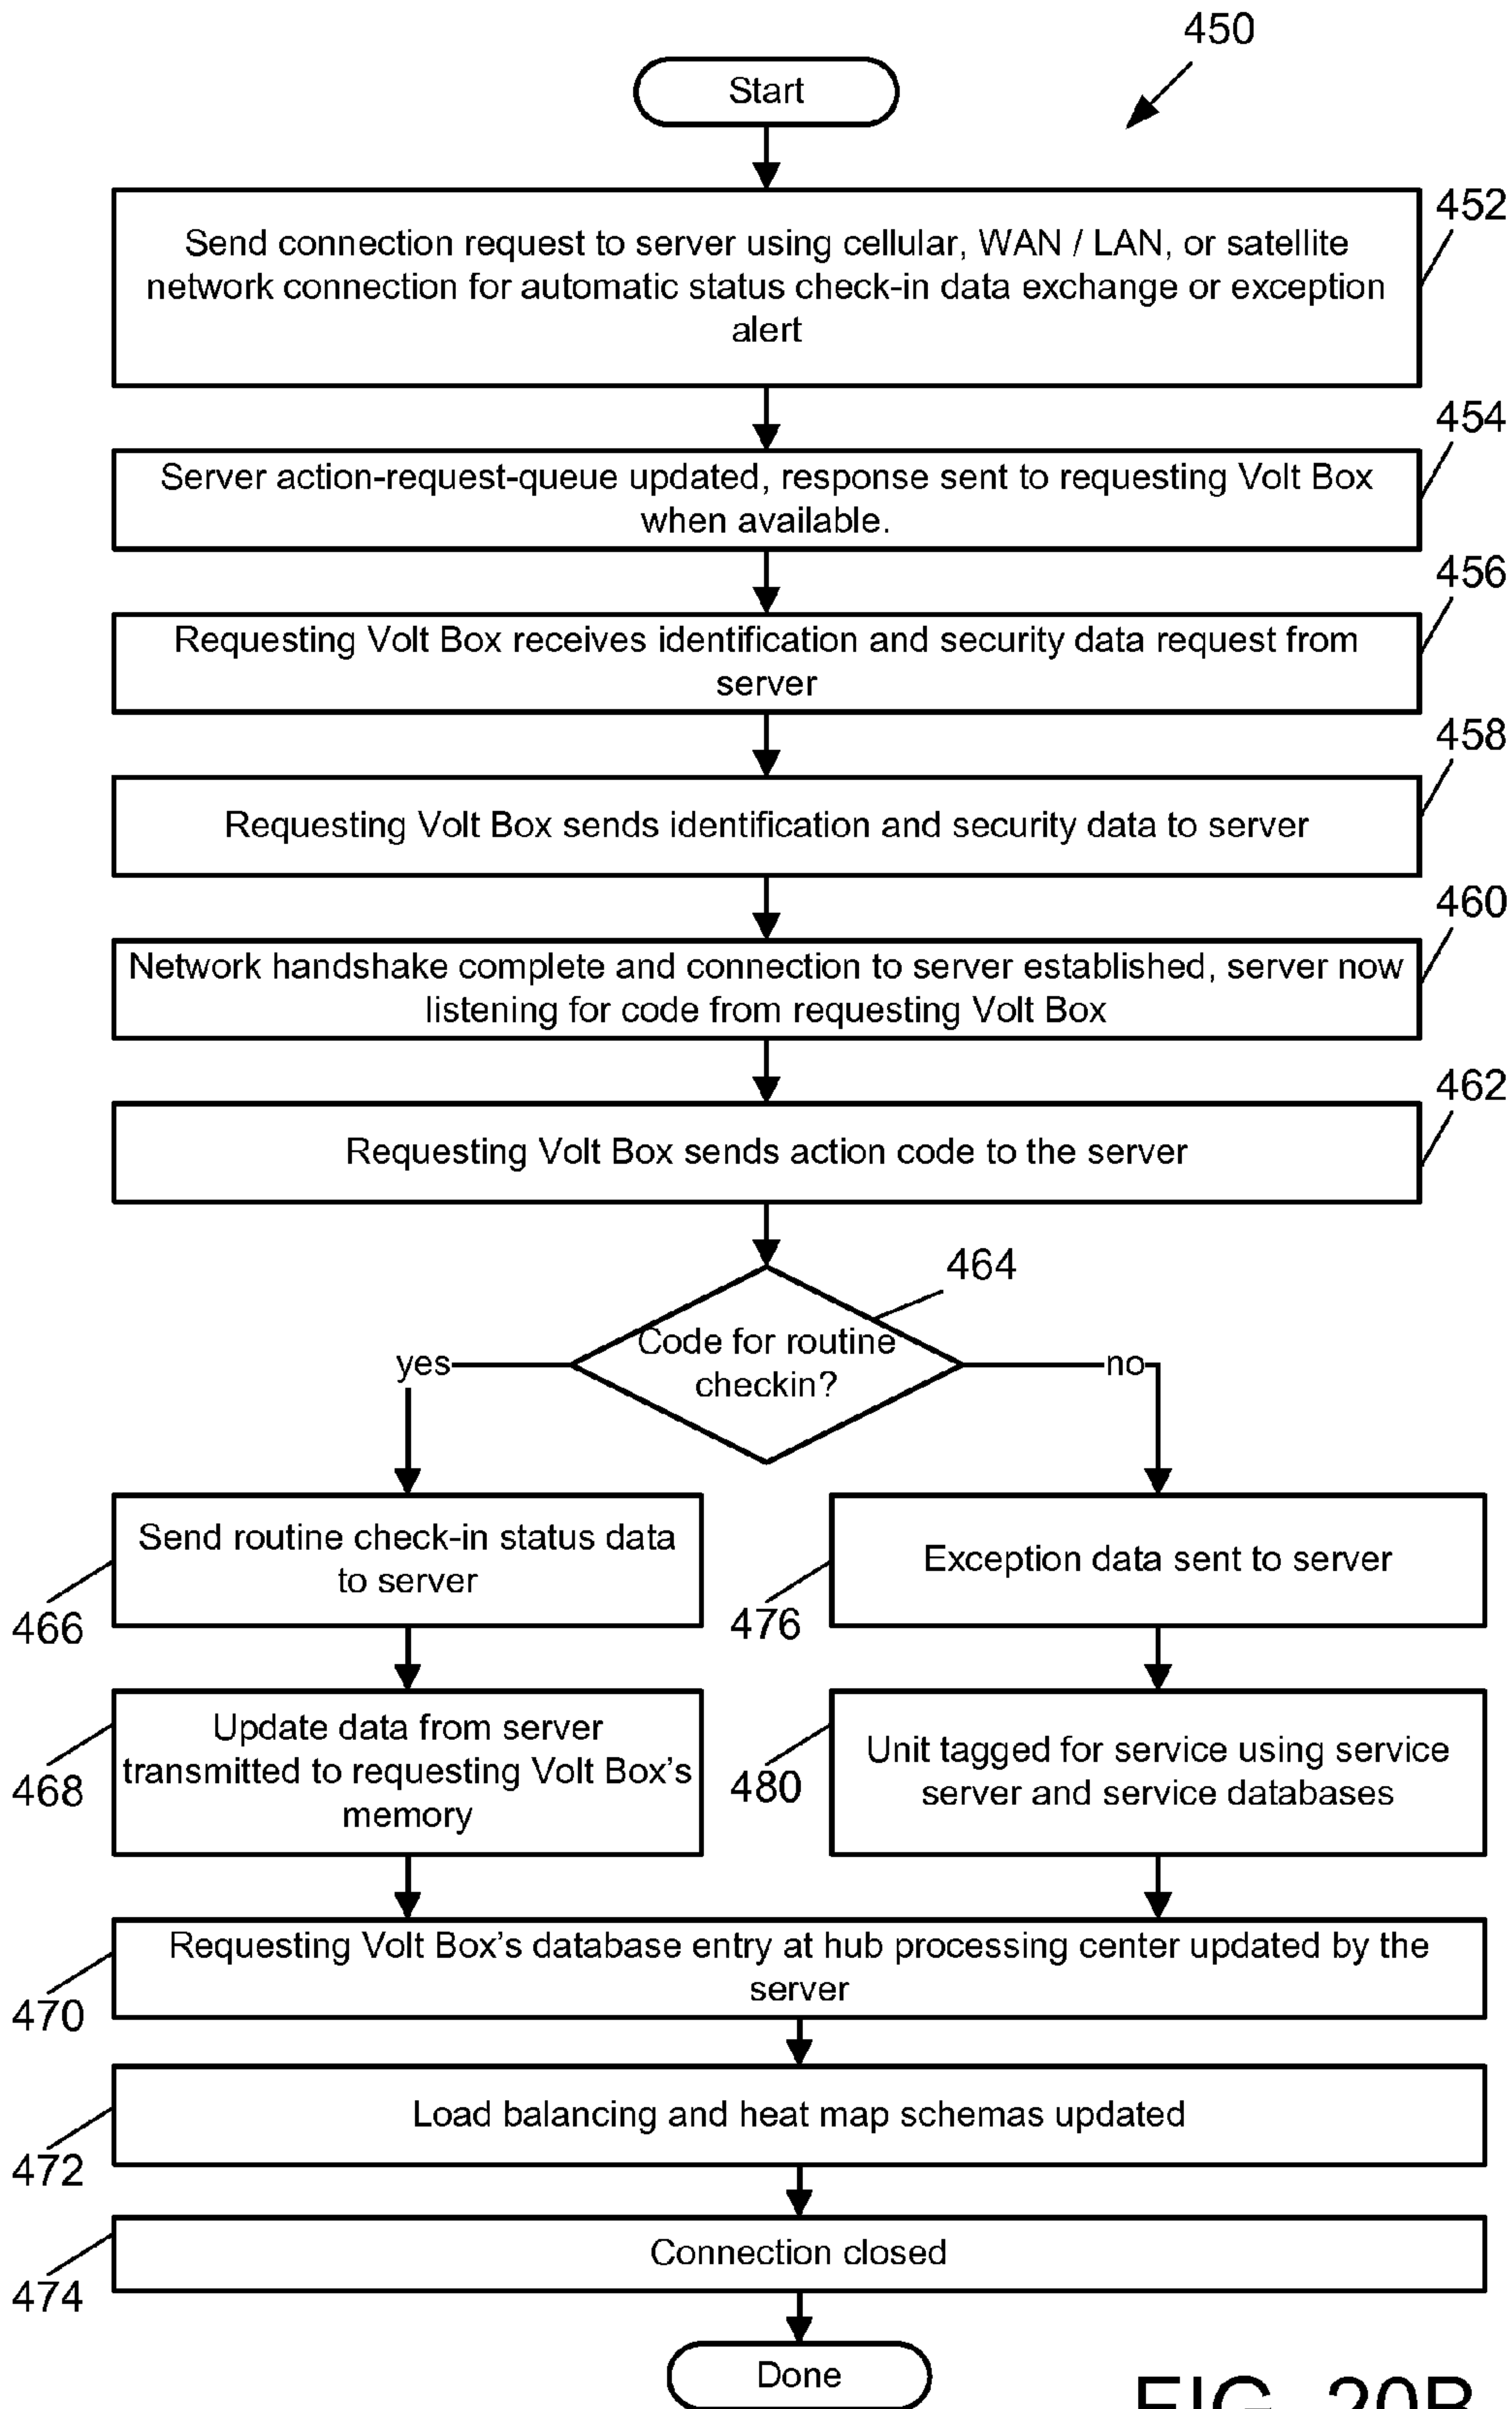 450
Start
452
Send connection request to server using cellular, WAN / LAN, or satellite
network connection for automatic status check-in data exchange or exception
alert
454
Server action-request-queue updated, response sent to requesting Volt Box
when available.
456
Requesting Volt Box receives identification and security data request from
server
458
Requesting Volt Box sends identification and security data to server
460
Network handshake complete and connection to server established, server now
listening for code from requesting Volt Box
462
Requesting Volt Box sends action code to the server
464
Code for routine
checkin?
yes
no
Send routine check-in status data
to server
466
Exception data sent to server
476
Update data from server
transmitted to requesting Volt Box's
memory
468
Unit tagged for service using service
server and service databases
480
Requesting Volt Box's database entry at hub processing center updated by the
server
470
Load balancing and heat map schemas updated
472
Connection closed
474
Done
FIG. 20B